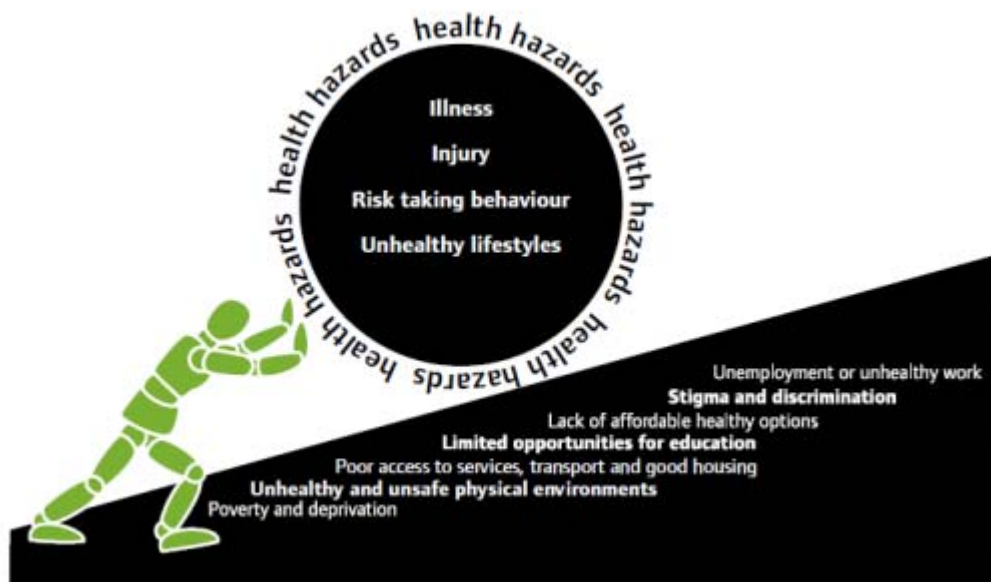 health hazards health hazards health hazards health hazards health hazards
Illness
Injury
Risk taking behaviour
Unhealthy lifestyles
Unemployment or unhealthy work
Stigma and discrimination
Lack of affordable healthy options
Limited opportunities for education
Poor access to services, transport and good housing
Unhealthy and unsafe physical environments
Poverty and deprivation